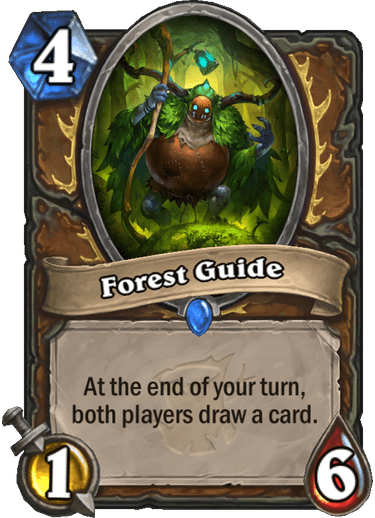 4
Forest Guide
At the end of your turn,
both players draw a card.
1
6